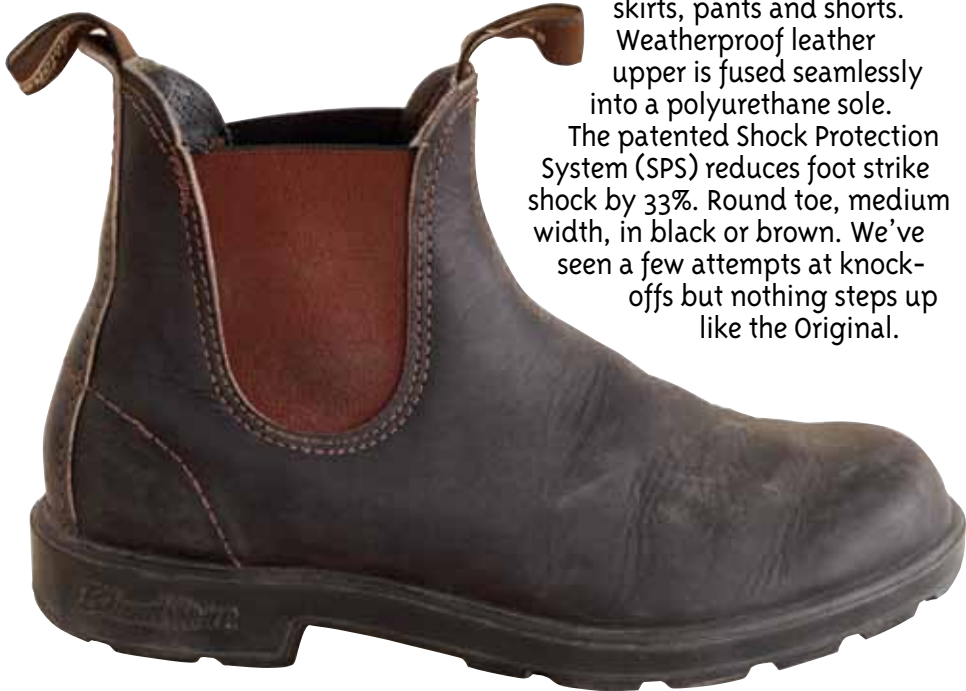 skirts, pants and shorts.
Weatherproof leather
upper is fused seamlessly
into a polyurethane sole.
The patented Shock Protection
System (SPS) reduces foot strike
shock by 33%. Round toe, medium
width, in black or brown. We’ve
seen a few attempts at knock-
offs but nothing steps up
like the Original.